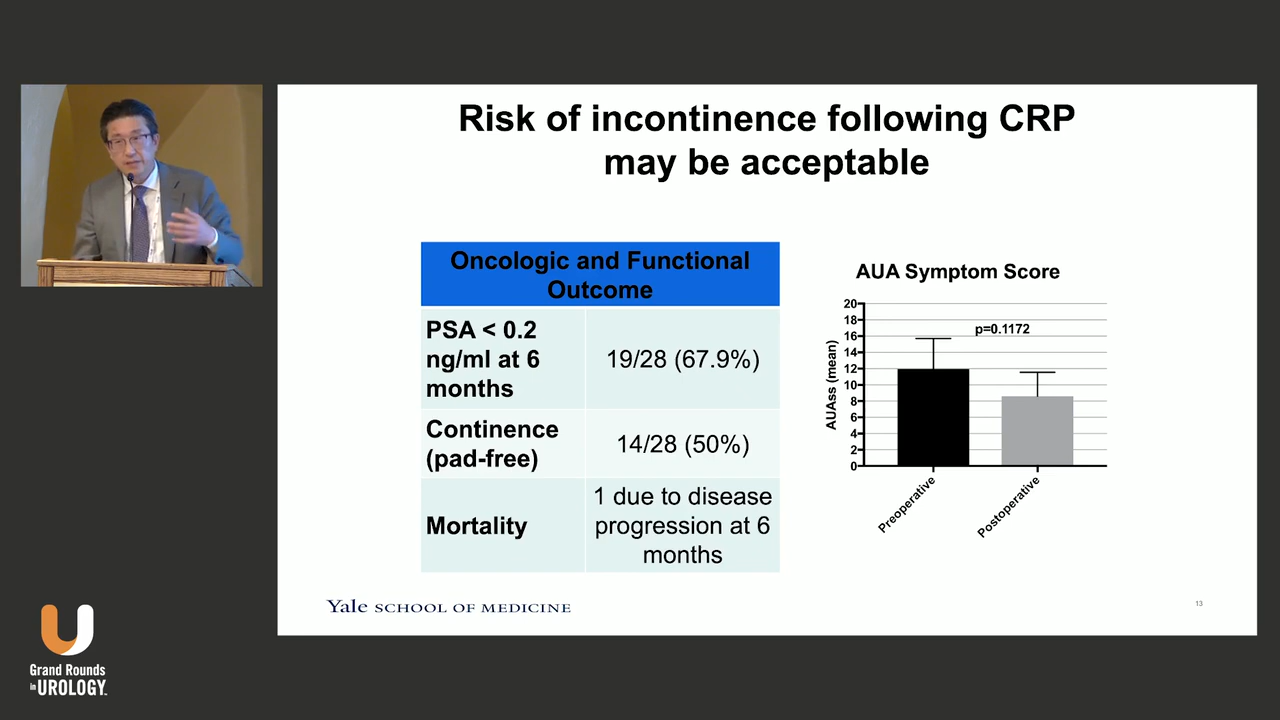 Risk of incontinence following CRP
may be acceptable
Oncologic and Functional
Outcome
PSA < 0.2
ng/ml at 6
months
19/28 (67.9%)
Continence
(pad-free)
14/28 (50%)
Mortality
1 due to disease
progression at 6
months
AUA Symptom Score
p=0.1172
AUAss (mean)
20
18
16
14
12
10
8
6
4
2
0
Preoperative
Postoperative
Yale SCHOOL OF MEDICINE
13
Grand Rounds
in UROLOGY™